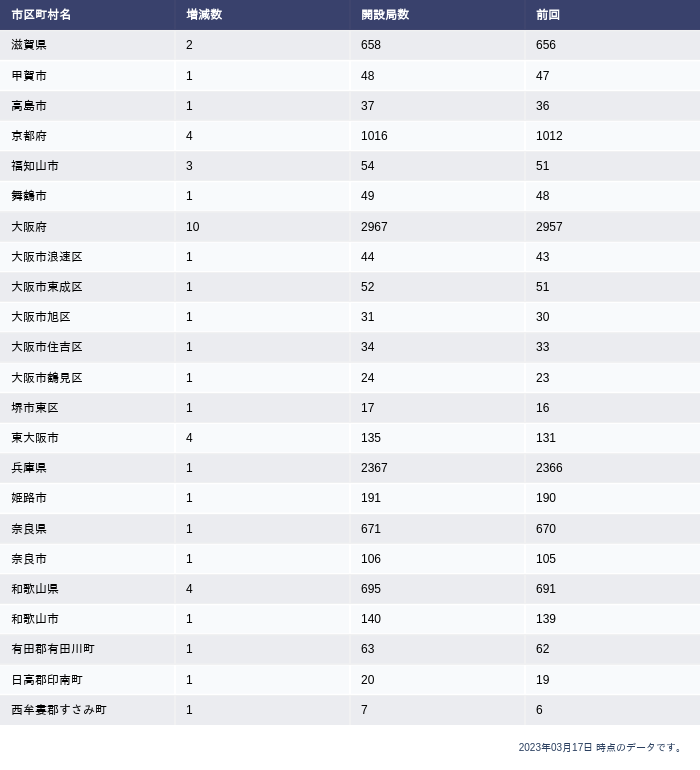 市区町村名 増減数 開設局数 前回
滋賀県 2 658 656
甲賀市 1 48 47
高島市 1 37 36
京都府 4 1016 1012
福知山市 3 54 51
舞鶴市 1 49 48
大阪府 10 2967 2957
大阪市浪速区 1 44 43
大阪市東成区 1 52 51
大阪市旭区 1 31 30
大阪市住吉区 1 34 33
大阪市鶴見区 1 24 23
堺市東区 1 17 16
東大阪市 4 135 131
兵庫県 1 2367 2366
姫路市 1 191 190
奈良県 1 671 670
奈良市 1 106 105
和歌山県 4 695 691
和歌山市 1 140 139
有田郡有田川町 1 63 62
日高郡印南町 1 20 19
西牟婁郡すさみ町 1 7 6
2023年03月17日 時点のデータです。